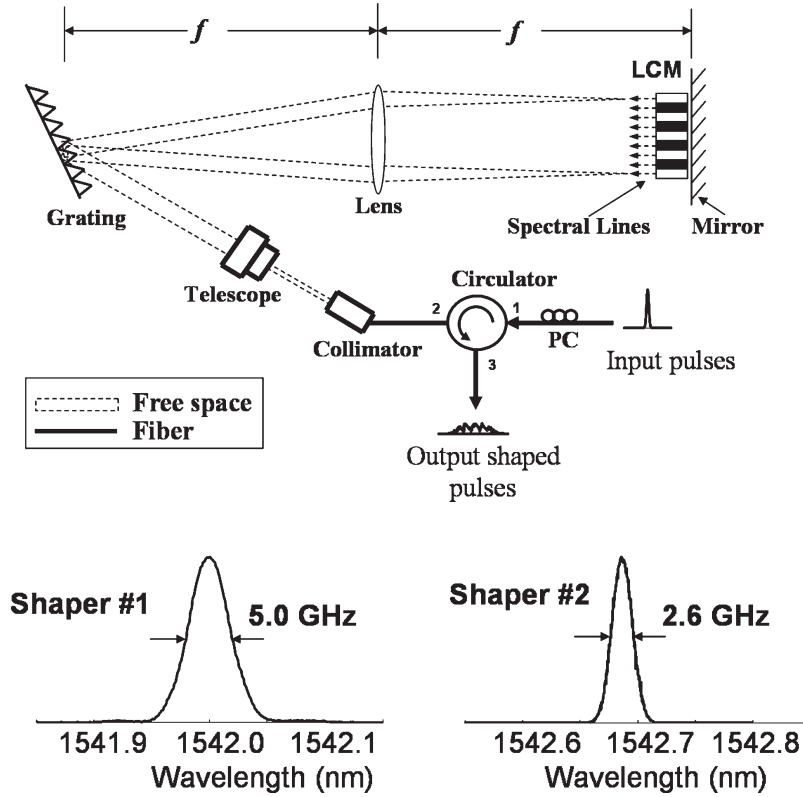 f
f
LCM
Grating
Lens
Spectral Lines
Mirror
Telescope
Circulator
Collimator
2
1
3
PC
Input pulses
Free space
Fiber
Output shaped
pulses
Shaper #1
5.0 GHz
Shaper #2
2.6 GHz
1541.9
1542.0
1542.1
1542.6
1542.7
1542.8
Wavelength (nm)
Wavelength (nm)